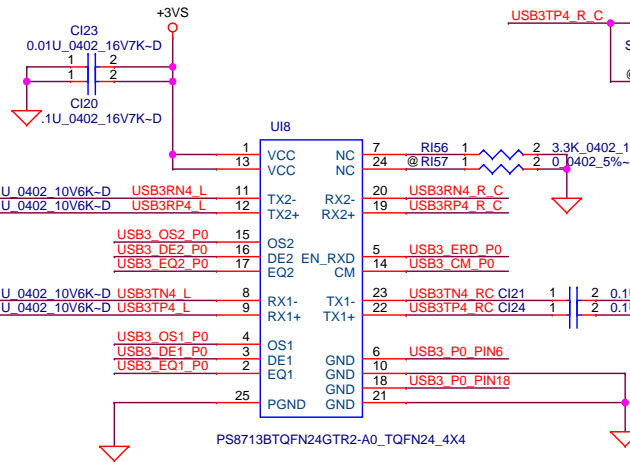 +3VS
USB3TP4_R_C
CI23
0.01U_0402_16V7K~D
S
1 2
1 2
@
CI20
.1U_0402_16V7K~D
UI8
1 VCC NC 7 RI56 1 2 3.3K_0402_1
13 VCC NC 24 @ RI57 1 2 0_0402_5%~
U_0402_10V6K~D USB3RN4_L 11 TX2- RX2- 20 USB3RN4_R_C
U_0402_10V6K~D USB3RP4_L 12 TX2+ RX2+ 19 USB3RP4_R_C
USB3_OS2_P0 15 OS2
USB3_DE2_P0 16 DE2 EN_RXD 5 USB3_ERD_P0
USB3_EQ2_P0 17 EQ2 CM 14 USB3_CM_P0
U_0402_10V6K~D USB3TN4_L 8 RX1- TX1- 23 USB3TN4_RC CI21 1 2 0.1U
U_0402_10V6K~D USB3TP4_L 9 RX1+ TX1+ 22 USB3TP4_RC CI24 1 2 0.1U
USB3_OS1_P0 4 OS1
USB3_DE1_P0 3 DE1 GND 6 USB3_P0_PIN6
USB3_EQ1_P0 2 EQ1 GND 10
GND 18 USB3_P0_PIN18
25 PGND GND 21
PS8713BTQFN24GTR2-A0_TQFN24_4X4